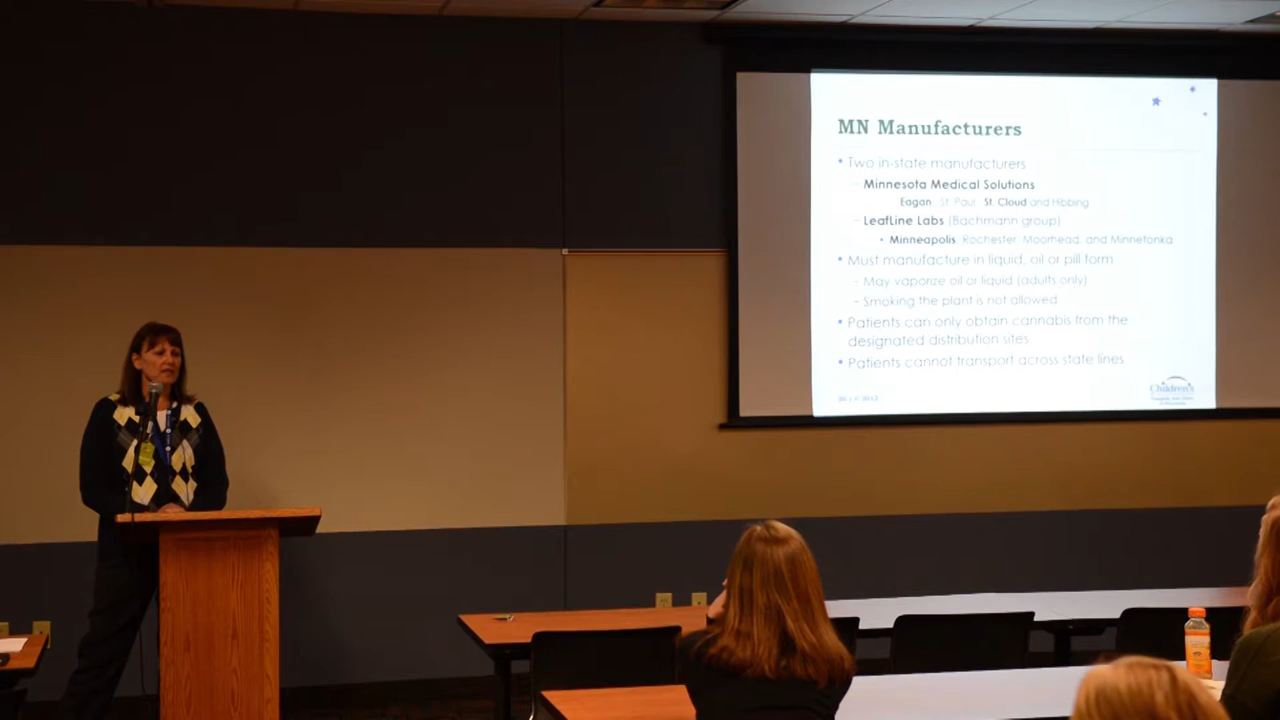 MN Manufacturers
• Two in-state manufacturers
– Minnesota Medical Solutions
Eagan, St. Paul, St. Cloud and Hibbing
– LeafLine Labs (Bachmann group)
• Minneapolis, Rochester, Moorhead, and Minnetonka
• Must manufacture in liquid, oil or pill form
– May vaporize oil or liquid (adults only)
– Smoking the plant is not allowed
• Patients can only obtain cannabis from the
designated distribution sites
• Patients cannot transport across state lines
Children's